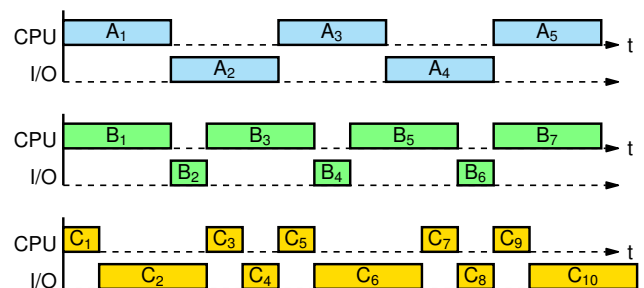 CPU A₁ A₃ A₅ t
I/O A₂ A₄
CPU B₁ B₃ B₅ B₇ t
I/O B₂ B₄ B₆
CPU C₁ C₃ C₅ C₇ C₉ t
I/O C₂ C₄ C₆ C₈ C₁₀